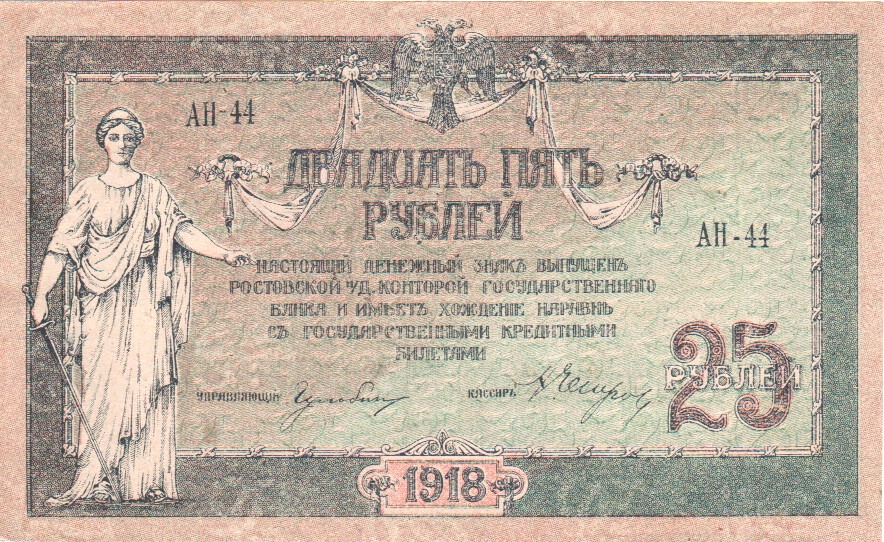 АН-44
ДВАДЦАТЬ ПЯТЬ
РУБЛЕЙ
АН-44
НАСТОЯЩІЙ ДЕНЕЖНЫЙ ЗНАКЪ ВЫПУЩЕНЪ
РОСТОВСКОЙ Н/Д. КОНТОРОЙ ГОСУДАРСТВЕННАГО
БАНКА И ИМѢЕТЪ ХОЖДЕНІЕ НАРАВНѢ
СЪ ГОСУДАРСТВЕННЫМИ КРЕДИТНЫМИ
БИЛЕТАМИ
25
РУБЛЕЙ
УПРАВЛЯЮЩІЙ
КАССИРЪ
1918